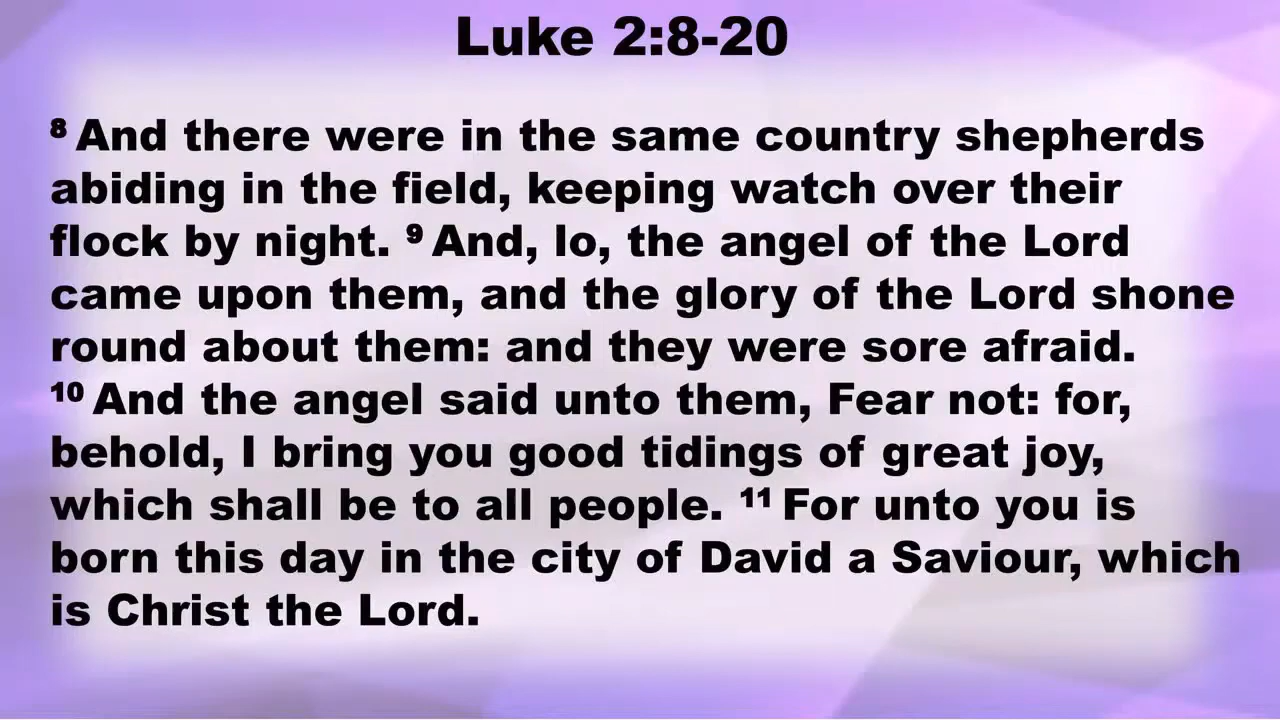 Luke 2:8-20
8 And there were in the same country shepherds
abiding in the field, keeping watch over their
flock by night. 9 And, lo, the angel of the Lord
came upon them, and the glory of the Lord shone
round about them: and they were sore afraid.
10 And the angel said unto them, Fear not: for,
behold, I bring you good tidings of great joy,
which shall be to all people. 11 For unto you is
born this day in the city of David a Saviour, which
is Christ the Lord.